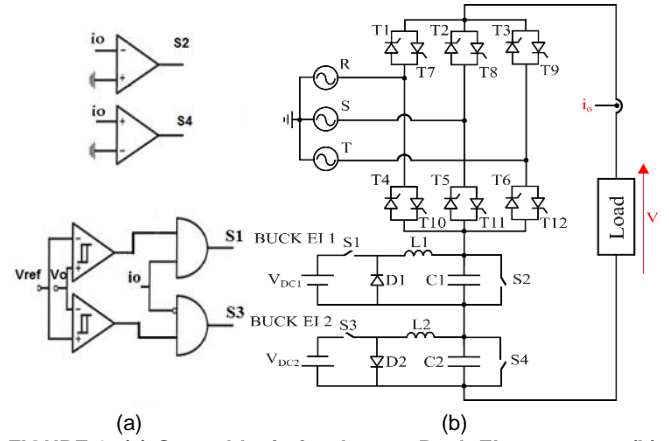 io
S2
io
S4
Vref
Vo
io
S1
S3
T1
T2
T3
T7
T8
T9
R
S
T
T4
T5
T6
T10
T11
T12
io
Load
V
BUCK EI 1
S1
L1
VDC1
D1
C1
S2
BUCK EI 2
S3
L2
VDC2
D2
C2
S4
(a)
(b)